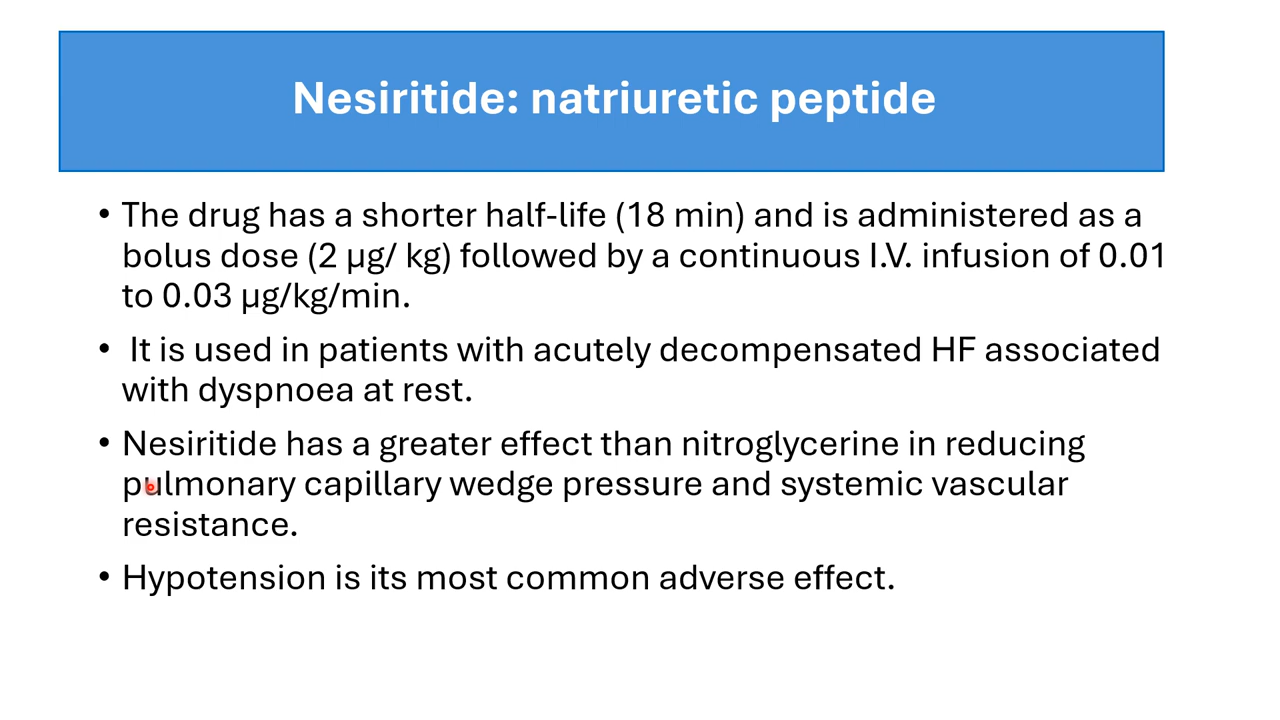 Nesiritide: natriuretic peptide
• The drug has a shorter half-life (18 min) and is administered as a
bolus dose (2 µg/ kg) followed by a continuous I.V. infusion of 0.01
to 0.03 µg/kg/min.
• It is used in patients with acutely decompensated HF associated
with dyspnoea at rest.
• Nesiritide has a greater effect than nitroglycerine in reducing
pulmonary capillary wedge pressure and systemic vascular
resistance.
• Hypotension is its most common adverse effect.